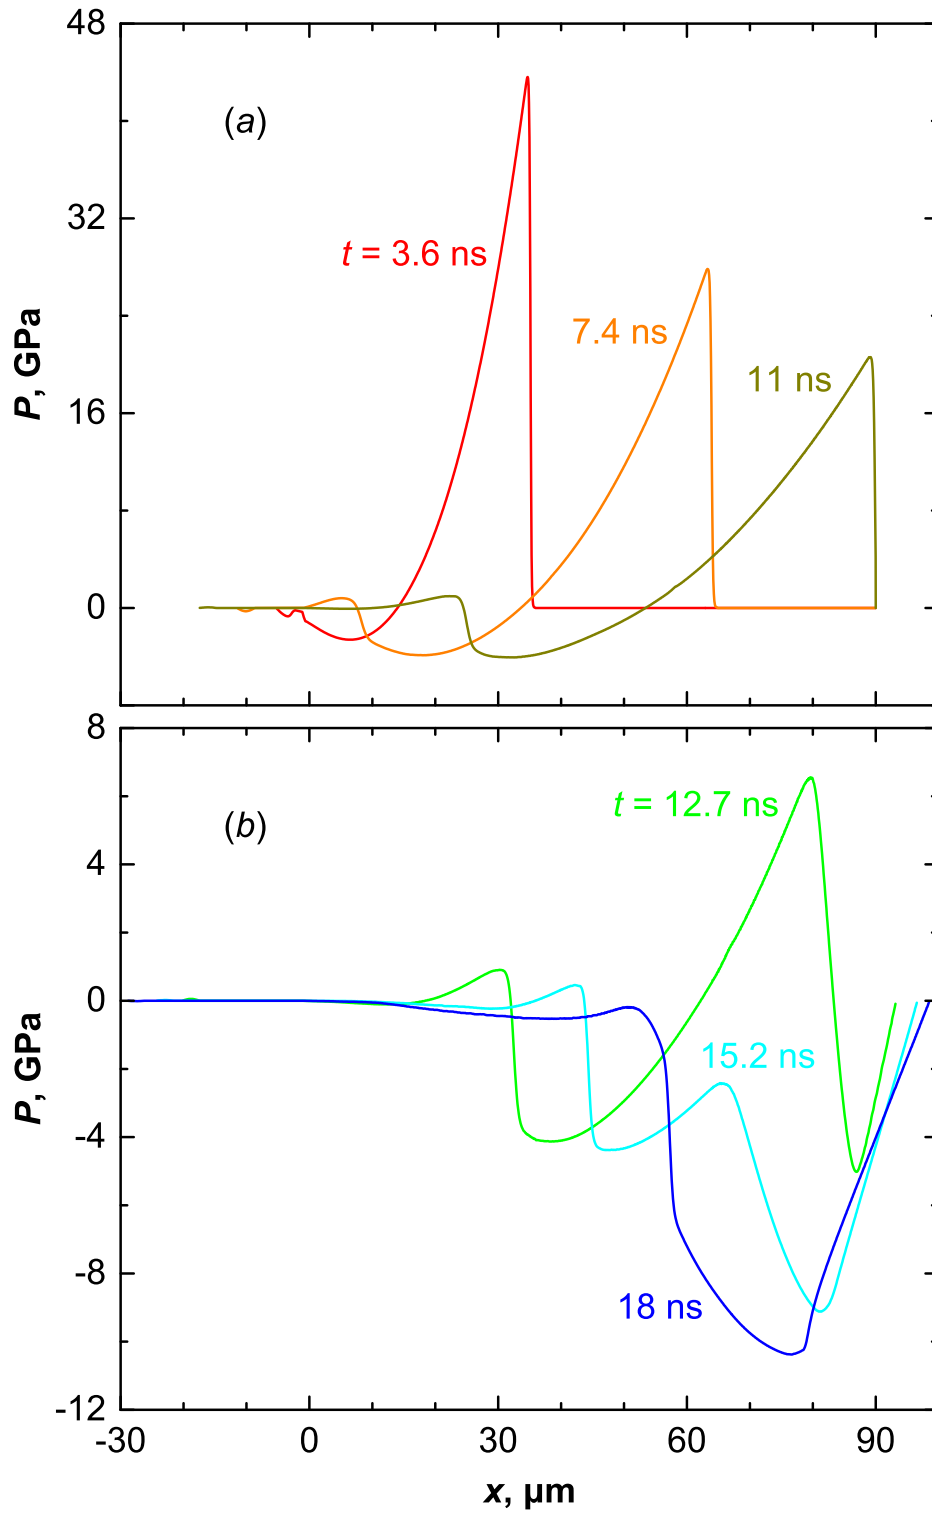 48
(a)
32
t = 3.6 ns
7.4 ns
11 ns
16
0
P, GPa
8
t = 12.7 ns
(b)
4
0
15.2 ns
P, GPa
-4
-8
18 ns
-12
-30 0 30 60 90
x, µm